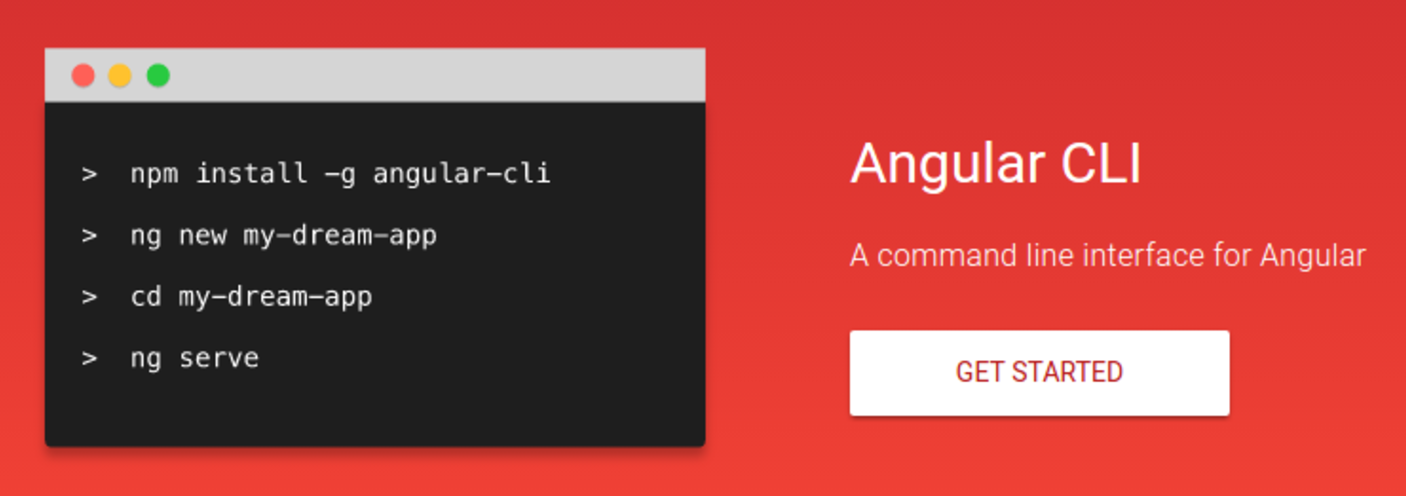 > npm install -g angular-cli
> ng new my-dream-app
> cd my-dream-app
> ng serve
Angular CLI
A command line interface for Angular
GET STARTED